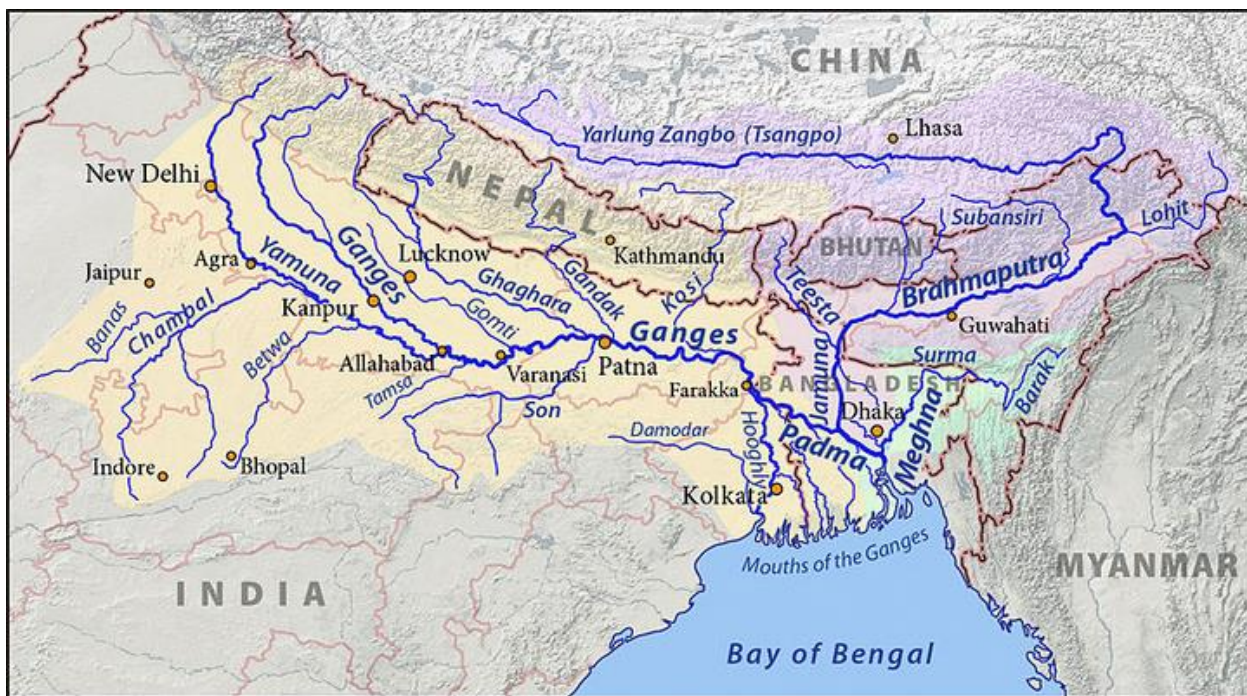 CHINA
Yarlung Zangbo (Tsangpo)
Lhasa
New Delhi
NEPAL
Subansiri
Lohit
Kathmandu
BHUTAN
Agra
Yamuna
Ganges
Lucknow
Jaipur
Ghaghara
Gandak
Kosi
Teesta
Brahmaputra
Banas
Chambal
Kanpur
Gomti
Ganges
Guwahati
Betwa
Allahabad
Varanasi
Patna
Surma
Tamsa
Farakka
BANGLADESH
Jamuna
Barak
Son
Dhaka
Damodar
Hooghly
Padma
Meghna
Indore
Bhopal
Kolkata
Mouths of the Ganges
INDIA
MYANMAR
Bay of Bengal